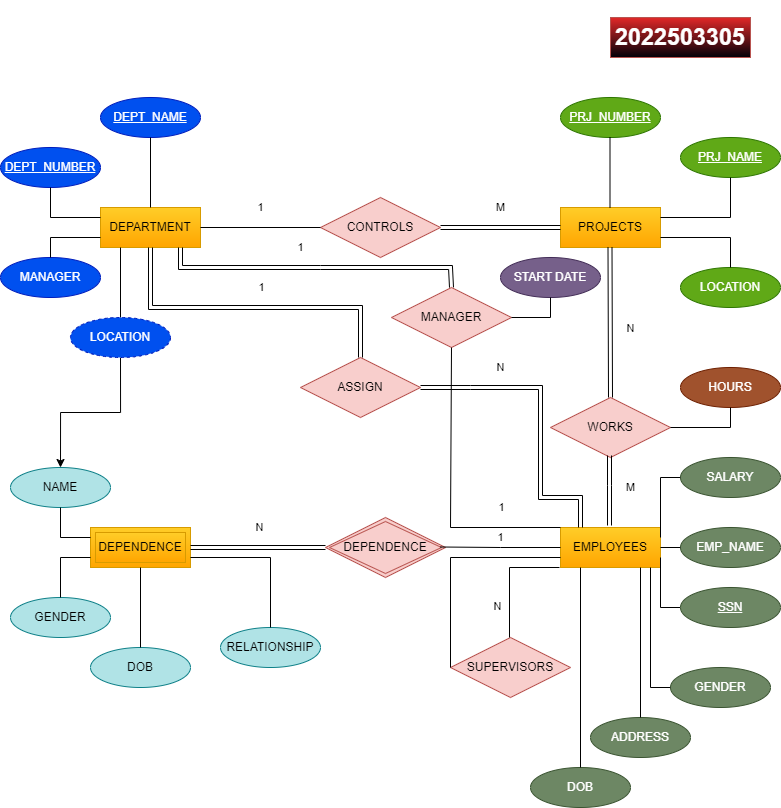 2022503305
DEPT_NAME
PRJ_NUMBER
DEPT_NUMBER
PRJ_NAME
1
M
DEPARTMENT
CONTROLS
PROJECTS
1
MANAGER
START DATE
1
LOCATION
MANAGER
N
LOCATION
N
ASSIGN
HOURS
WORKS
SALARY
NAME
M
1
N
1
DEPENDENCE
DEPENDENCE
EMPLOYEES
EMP_NAME
N
SSN
GENDER
RELATIONSHIP
DOB
SUPERVISORS
GENDER
ADDRESS
DOB